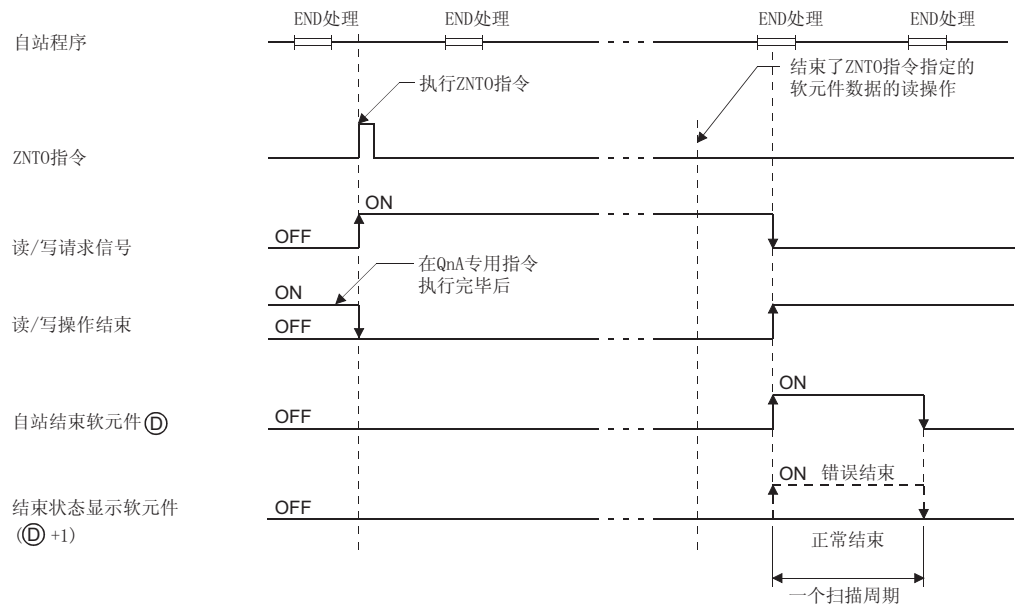 END处理 END处理 END处理 END处理
自站程序
结束了ZNTO指令指定的
软元件数据的读操作
执行ZNTO指令
ZNTO指令
ON
OFF
读/写请求信号
在QnA专用指令
执行完毕后
ON
OFF
读/写操作结束
ON
OFF
自站结束软元件Ⓓ
ON 错误结束
OFF
结束状态显示软元件
(Ⓓ +1)
正常结束
一个扫描周期